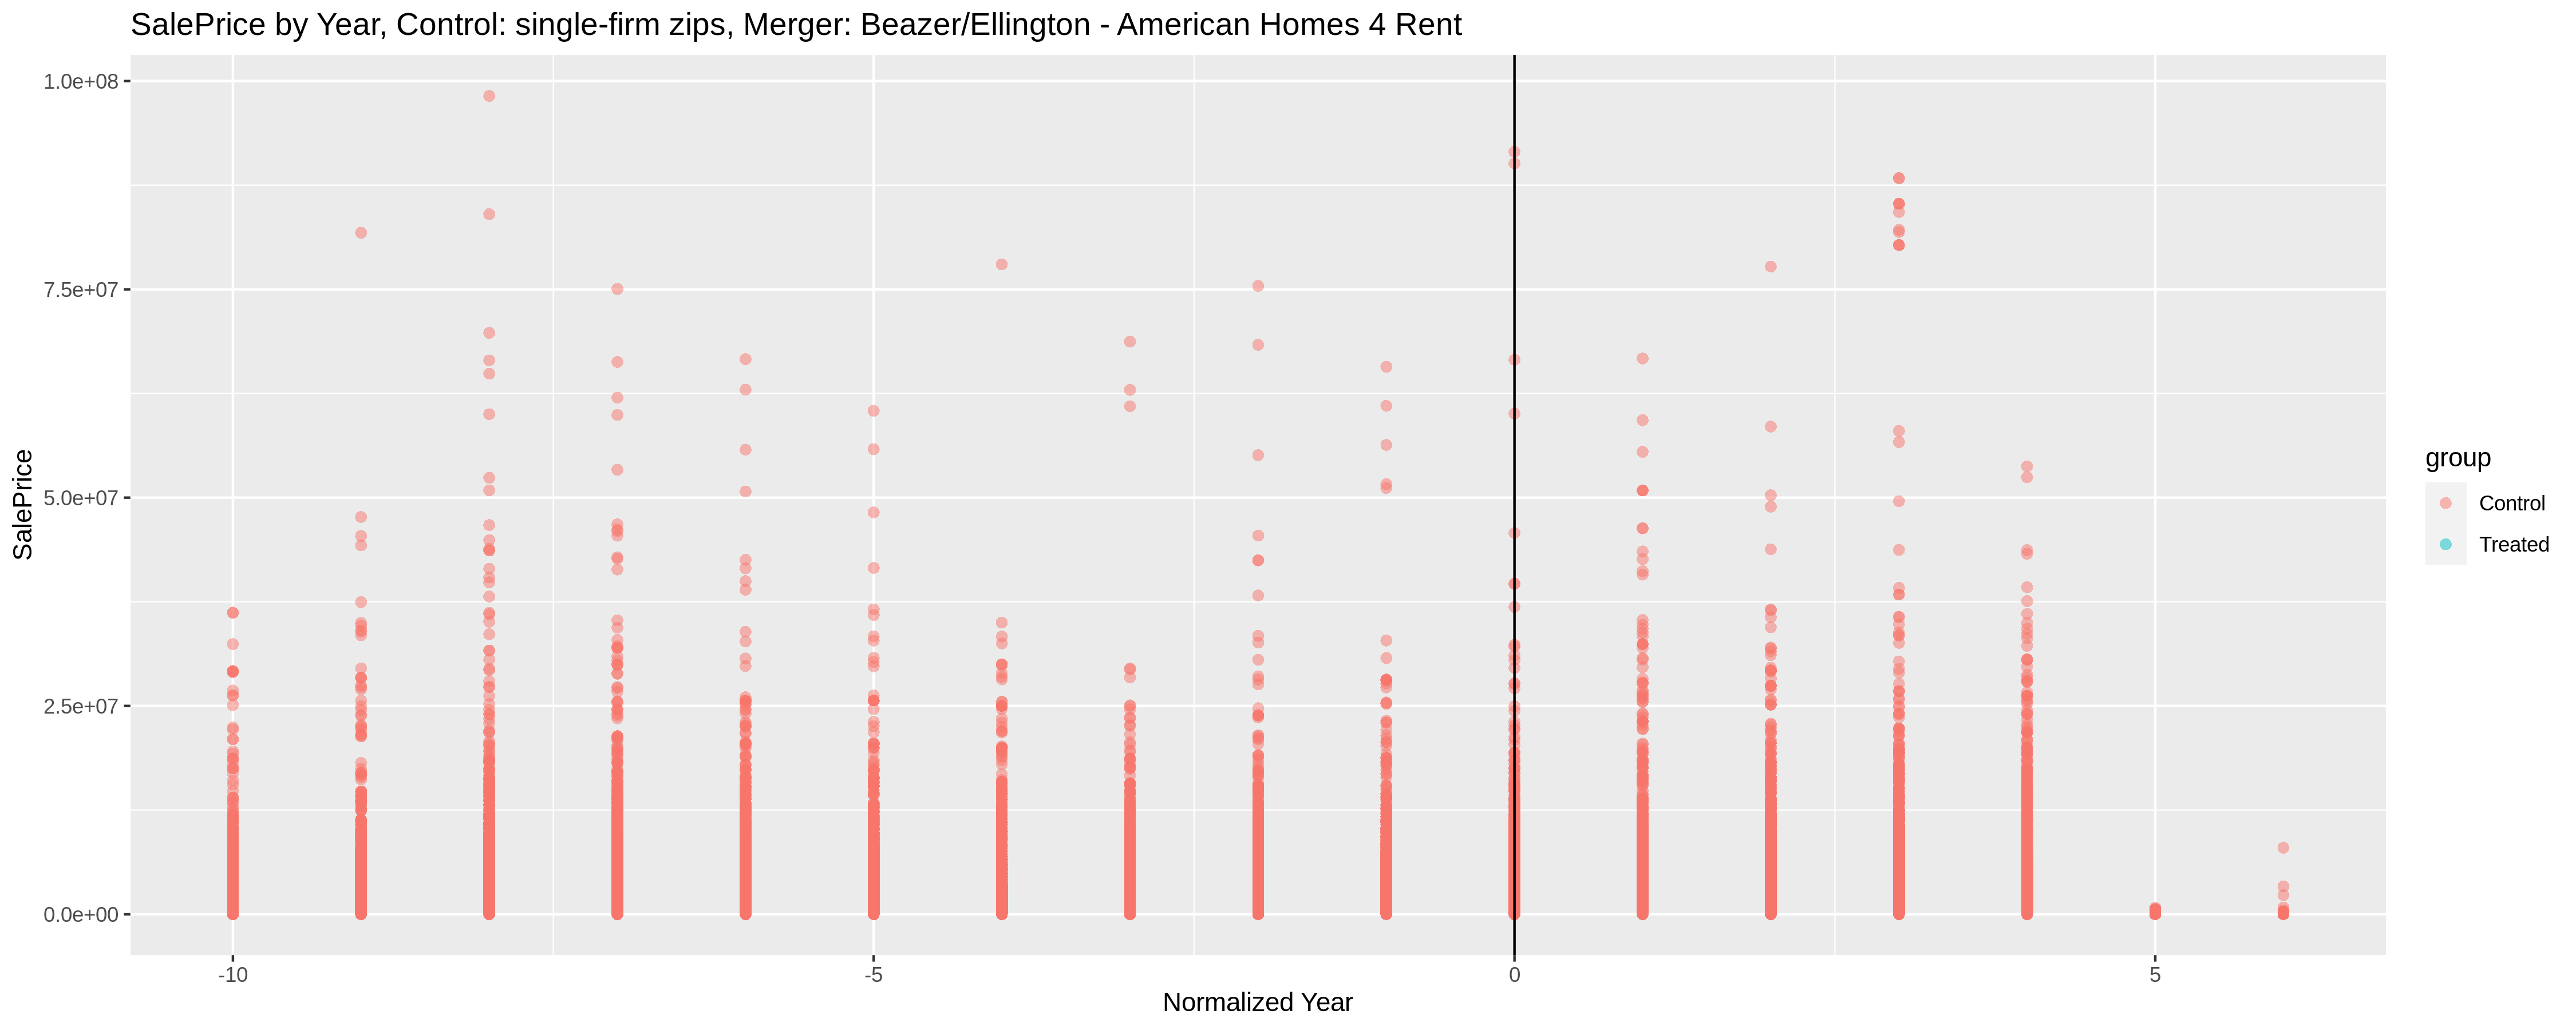 SalePrice by Year, Control: single-firm zips, Merger: Beazer/Ellington - American Homes 4 Rent
1.0e+08
7.5e+07
5.0e+07
2.5e+07
0.0e+00
SalePrice
-10
-5
0
5
Normalized Year
group
Control
Treated